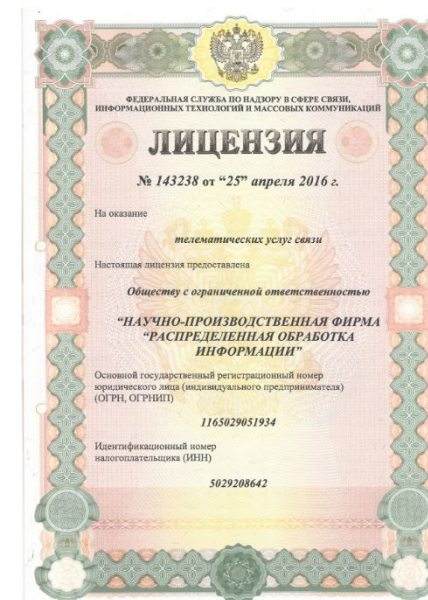 ФЕДЕРАЛЬНАЯ СЛУЖБА ПО НАДЗОРУ В СФЕРЕ СВЯЗИ,
ИНФОРМАЦИОННЫХ ТЕХНОЛОГИЙ И МАССОВЫХ КОММУНИКАЦИЙ
ЛИЦЕНЗИЯ
№ 143238 от “25” апреля 2016 г.
На оказание
телематических услуг связи
Настоящая лицензия предоставлена
Обществу с ограниченной ответственностью
“НАУЧНО-ПРОИЗВОДСТВЕННАЯ ФИРМА
“РАСПРЕДЕЛЕННАЯ ОБРАБОТКА
ИНФОРМАЦИИ”
Основной государственный регистрационный номер
юридического лица (индивидуального предпринимателя)
(ОГРН, ОГРНИП)
1165029051934
Идентификационный номер
налогоплательщика (ИНН)
5029208642